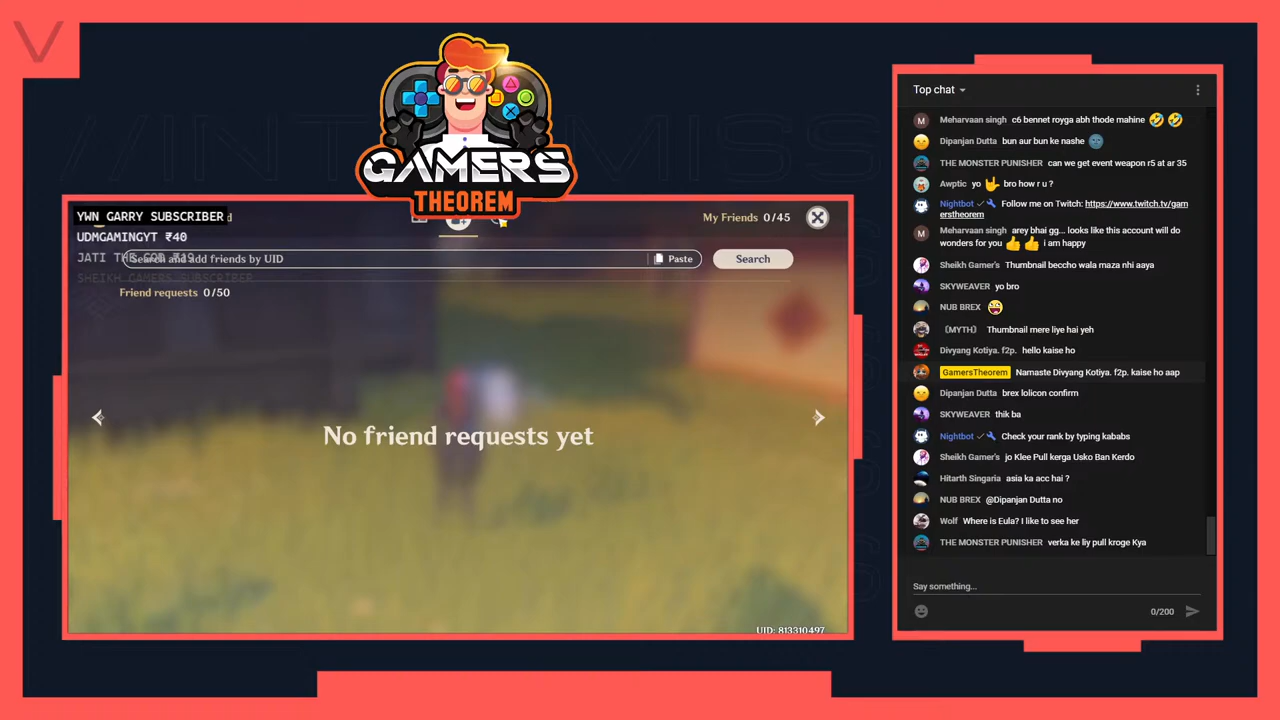 GAMERS
THEOREM
YWN GARRY SUBSCRIBER
UDMGAMINGYT ₹40
JATI THE GOD ₹19
SHEIKH GAMERS SUBSCRIBER
My Friends 0/45
Search and add friends by UID
Paste
Search
Friend requests 0/50
No friend requests yet
UID: 813310497
Top chat
Meharvaan singh c6 bennet royga abh thode mahine 🤣 🤣
Dipanjan Dutta bun aur bun ke nashe 🌚
THE MONSTER PUNISHER can we get event weapon r5 at ar 35
Awptic yo 🤟 bro how r u ?
Nightbot Follow me on Twitch: https://www.twitch.tv/gam
erstheorem
Meharvaan singh arey bhai gg... looks like this account will do
wonders for you 👍 👍 i am happy
Sheikh Gamer's Thumbnail beccho wala maza nhi aaya
SKYWEAVER yo bro
NUB BREX 😜
〔MYTH〕 Thumbnail mere liye hai yeh
Divyang Kotiya. f2p. hello kaise ho
GamersTheorem Namaste Divyang Kotiya. f2p. kaise ho aap
Dipanjan Dutta brex lolicon confirm
SKYWEAVER thik ba
Nightbot Check your rank by typing kababs
Sheikh Gamer's jo Klee Pull kerga Usko Ban Kerdo
Hitarth Singaria asia ka acc hai ?
NUB BREX @Dipanjan Dutta no
Wolf Where is Eula? I like to see her
THE MONSTER PUNISHER verka ke liy pull kroge Kya
Say something...
0/200